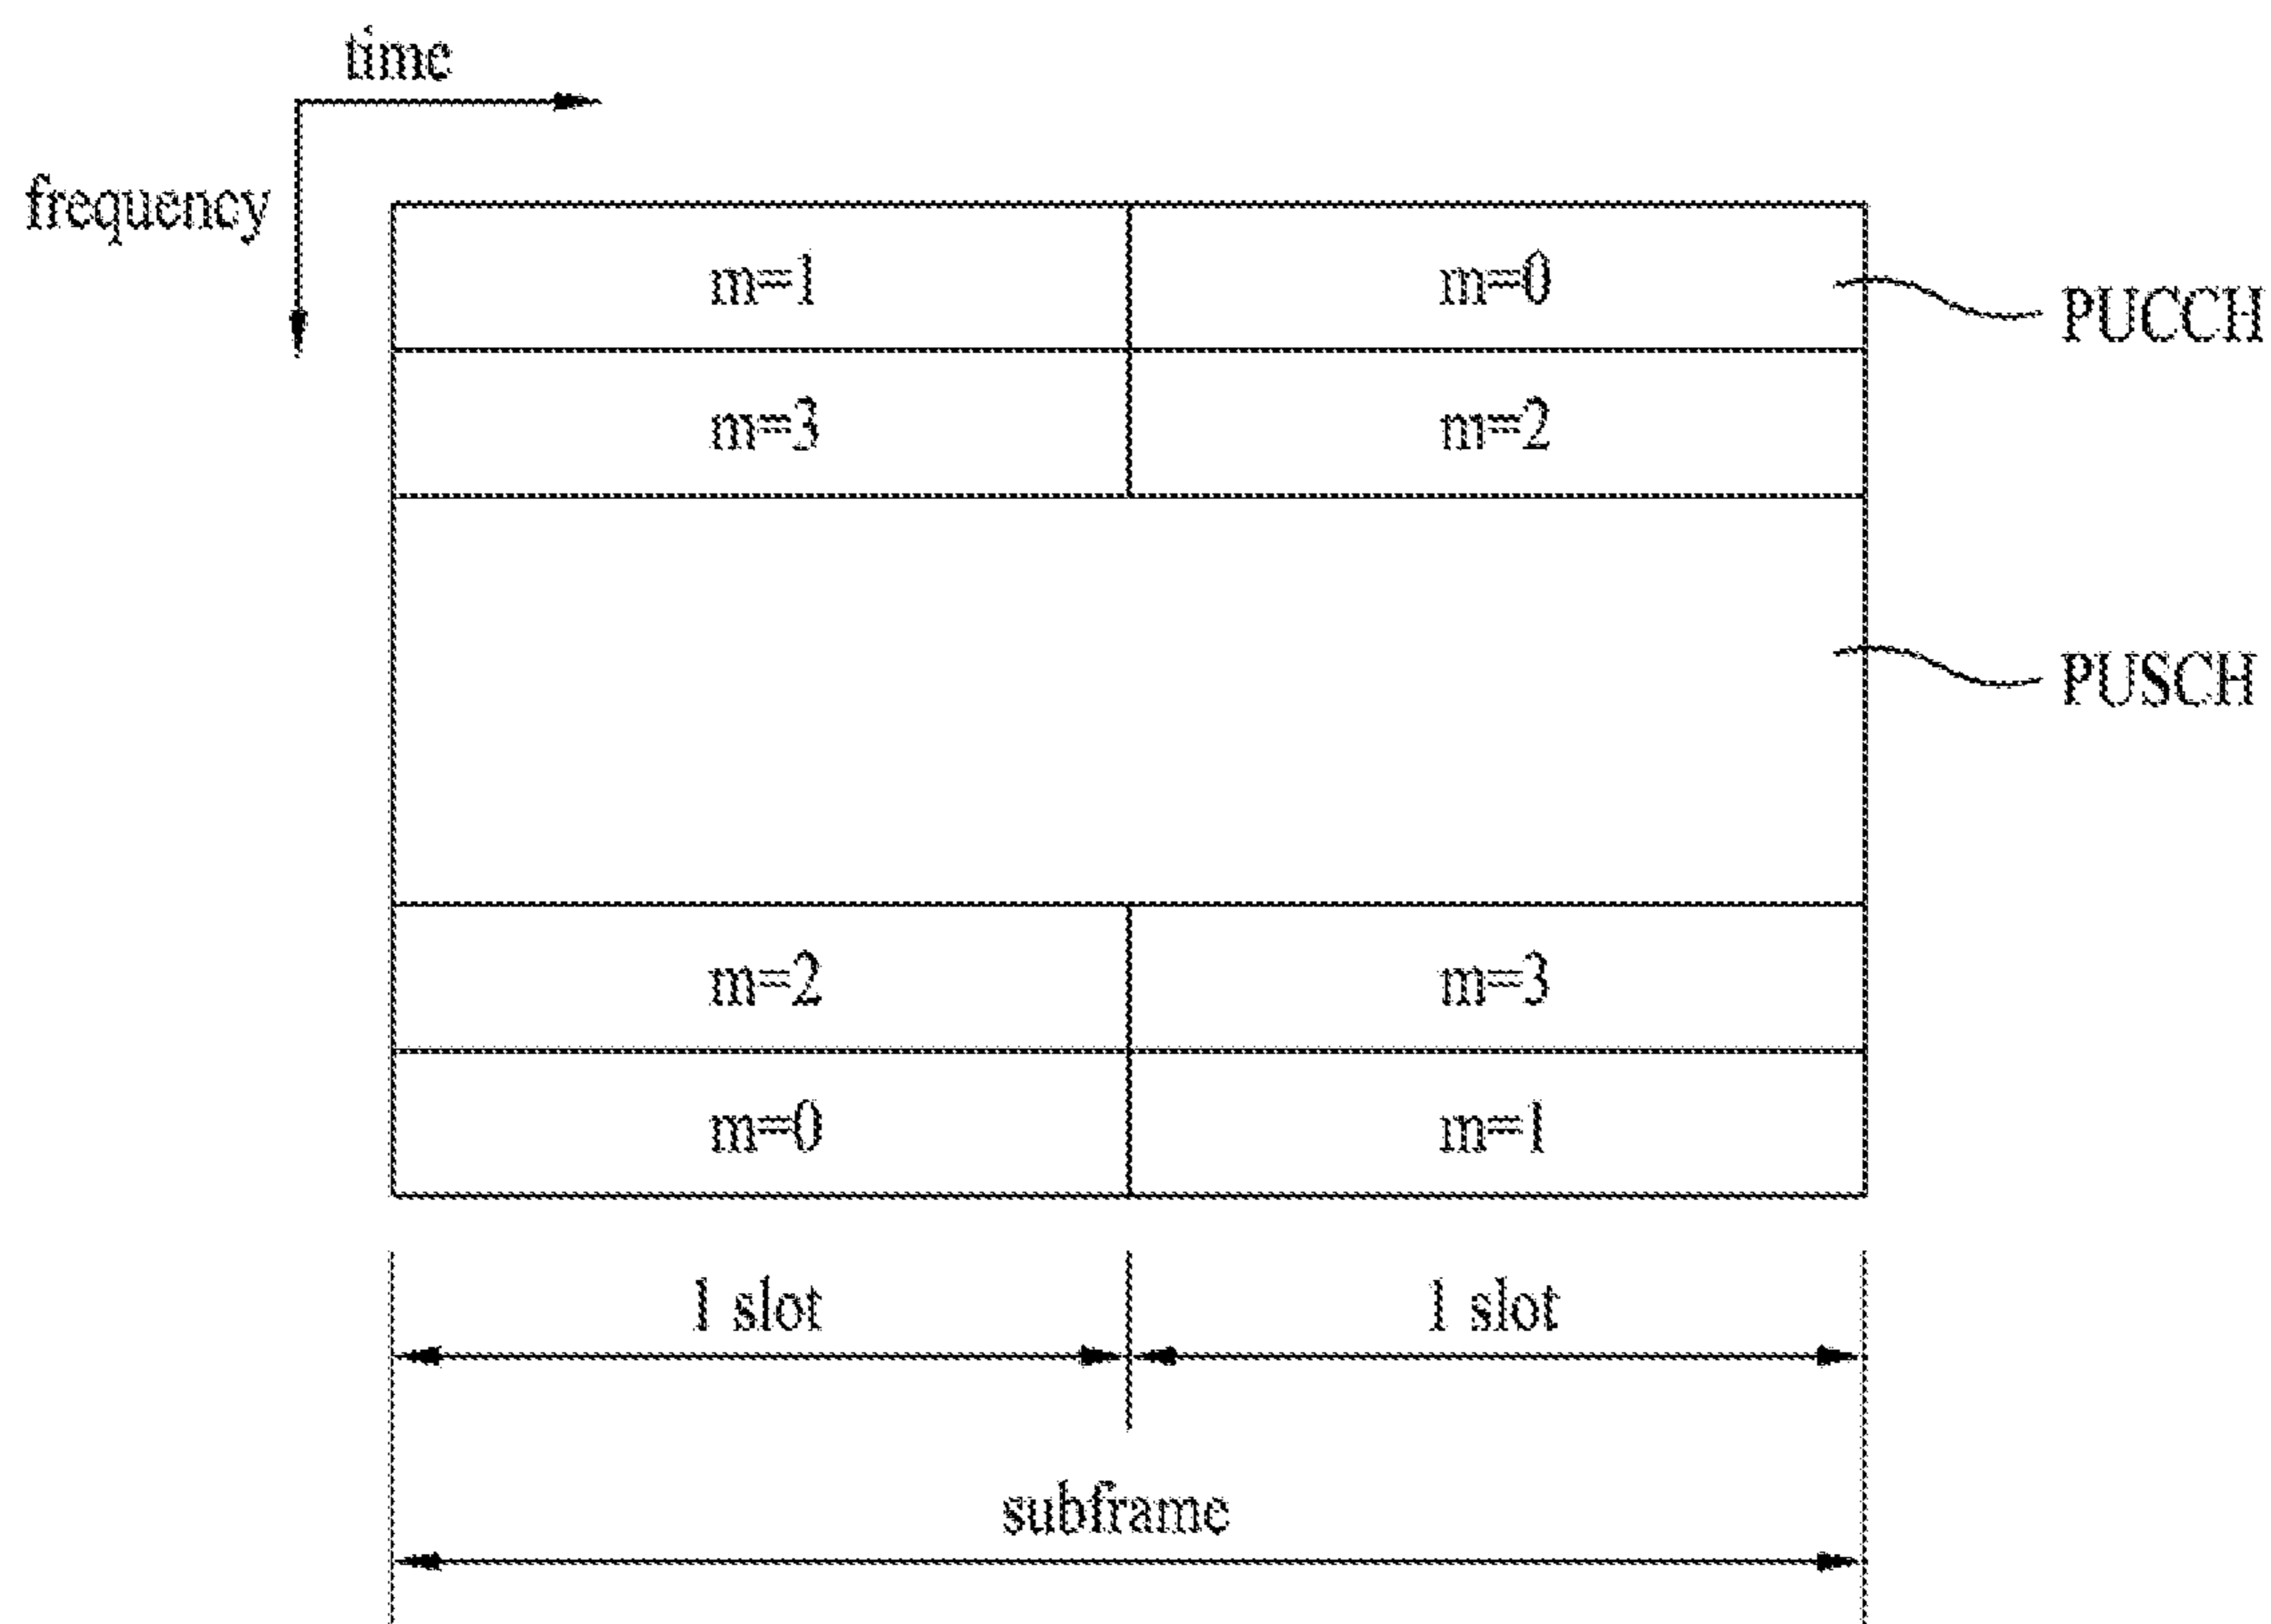 time
frequency
m=1 m=0
PUCCH
m=3 m=2
PUSCH
m=2 m=3
m=0 m=1
1 slot 1 slot
subframe